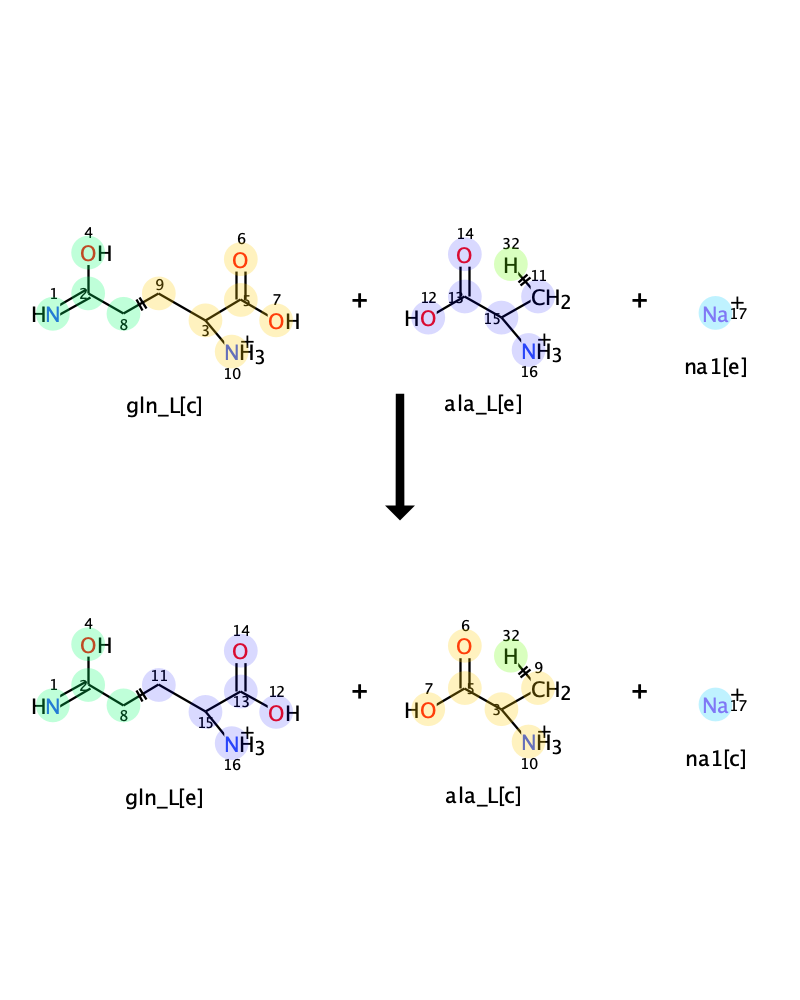 4 OH
1 HN 2 8 9 3 5 6 O 7 OH
NH3 + 10
gln_L[c]
+
14 O 32 H 11 CH2
12 HO 13 15
NH3 + 16
ala_L[e]
+
Na + 17
na1[e]
4 OH
1 HN 2 8 11 15 13 14 O 12 OH
NH3 + 16
gln_L[e]
+
6 O 32 H 9 CH2
7 HO 5 3
NH3 + 10
ala_L[c]
+
Na + 17
na1[c]